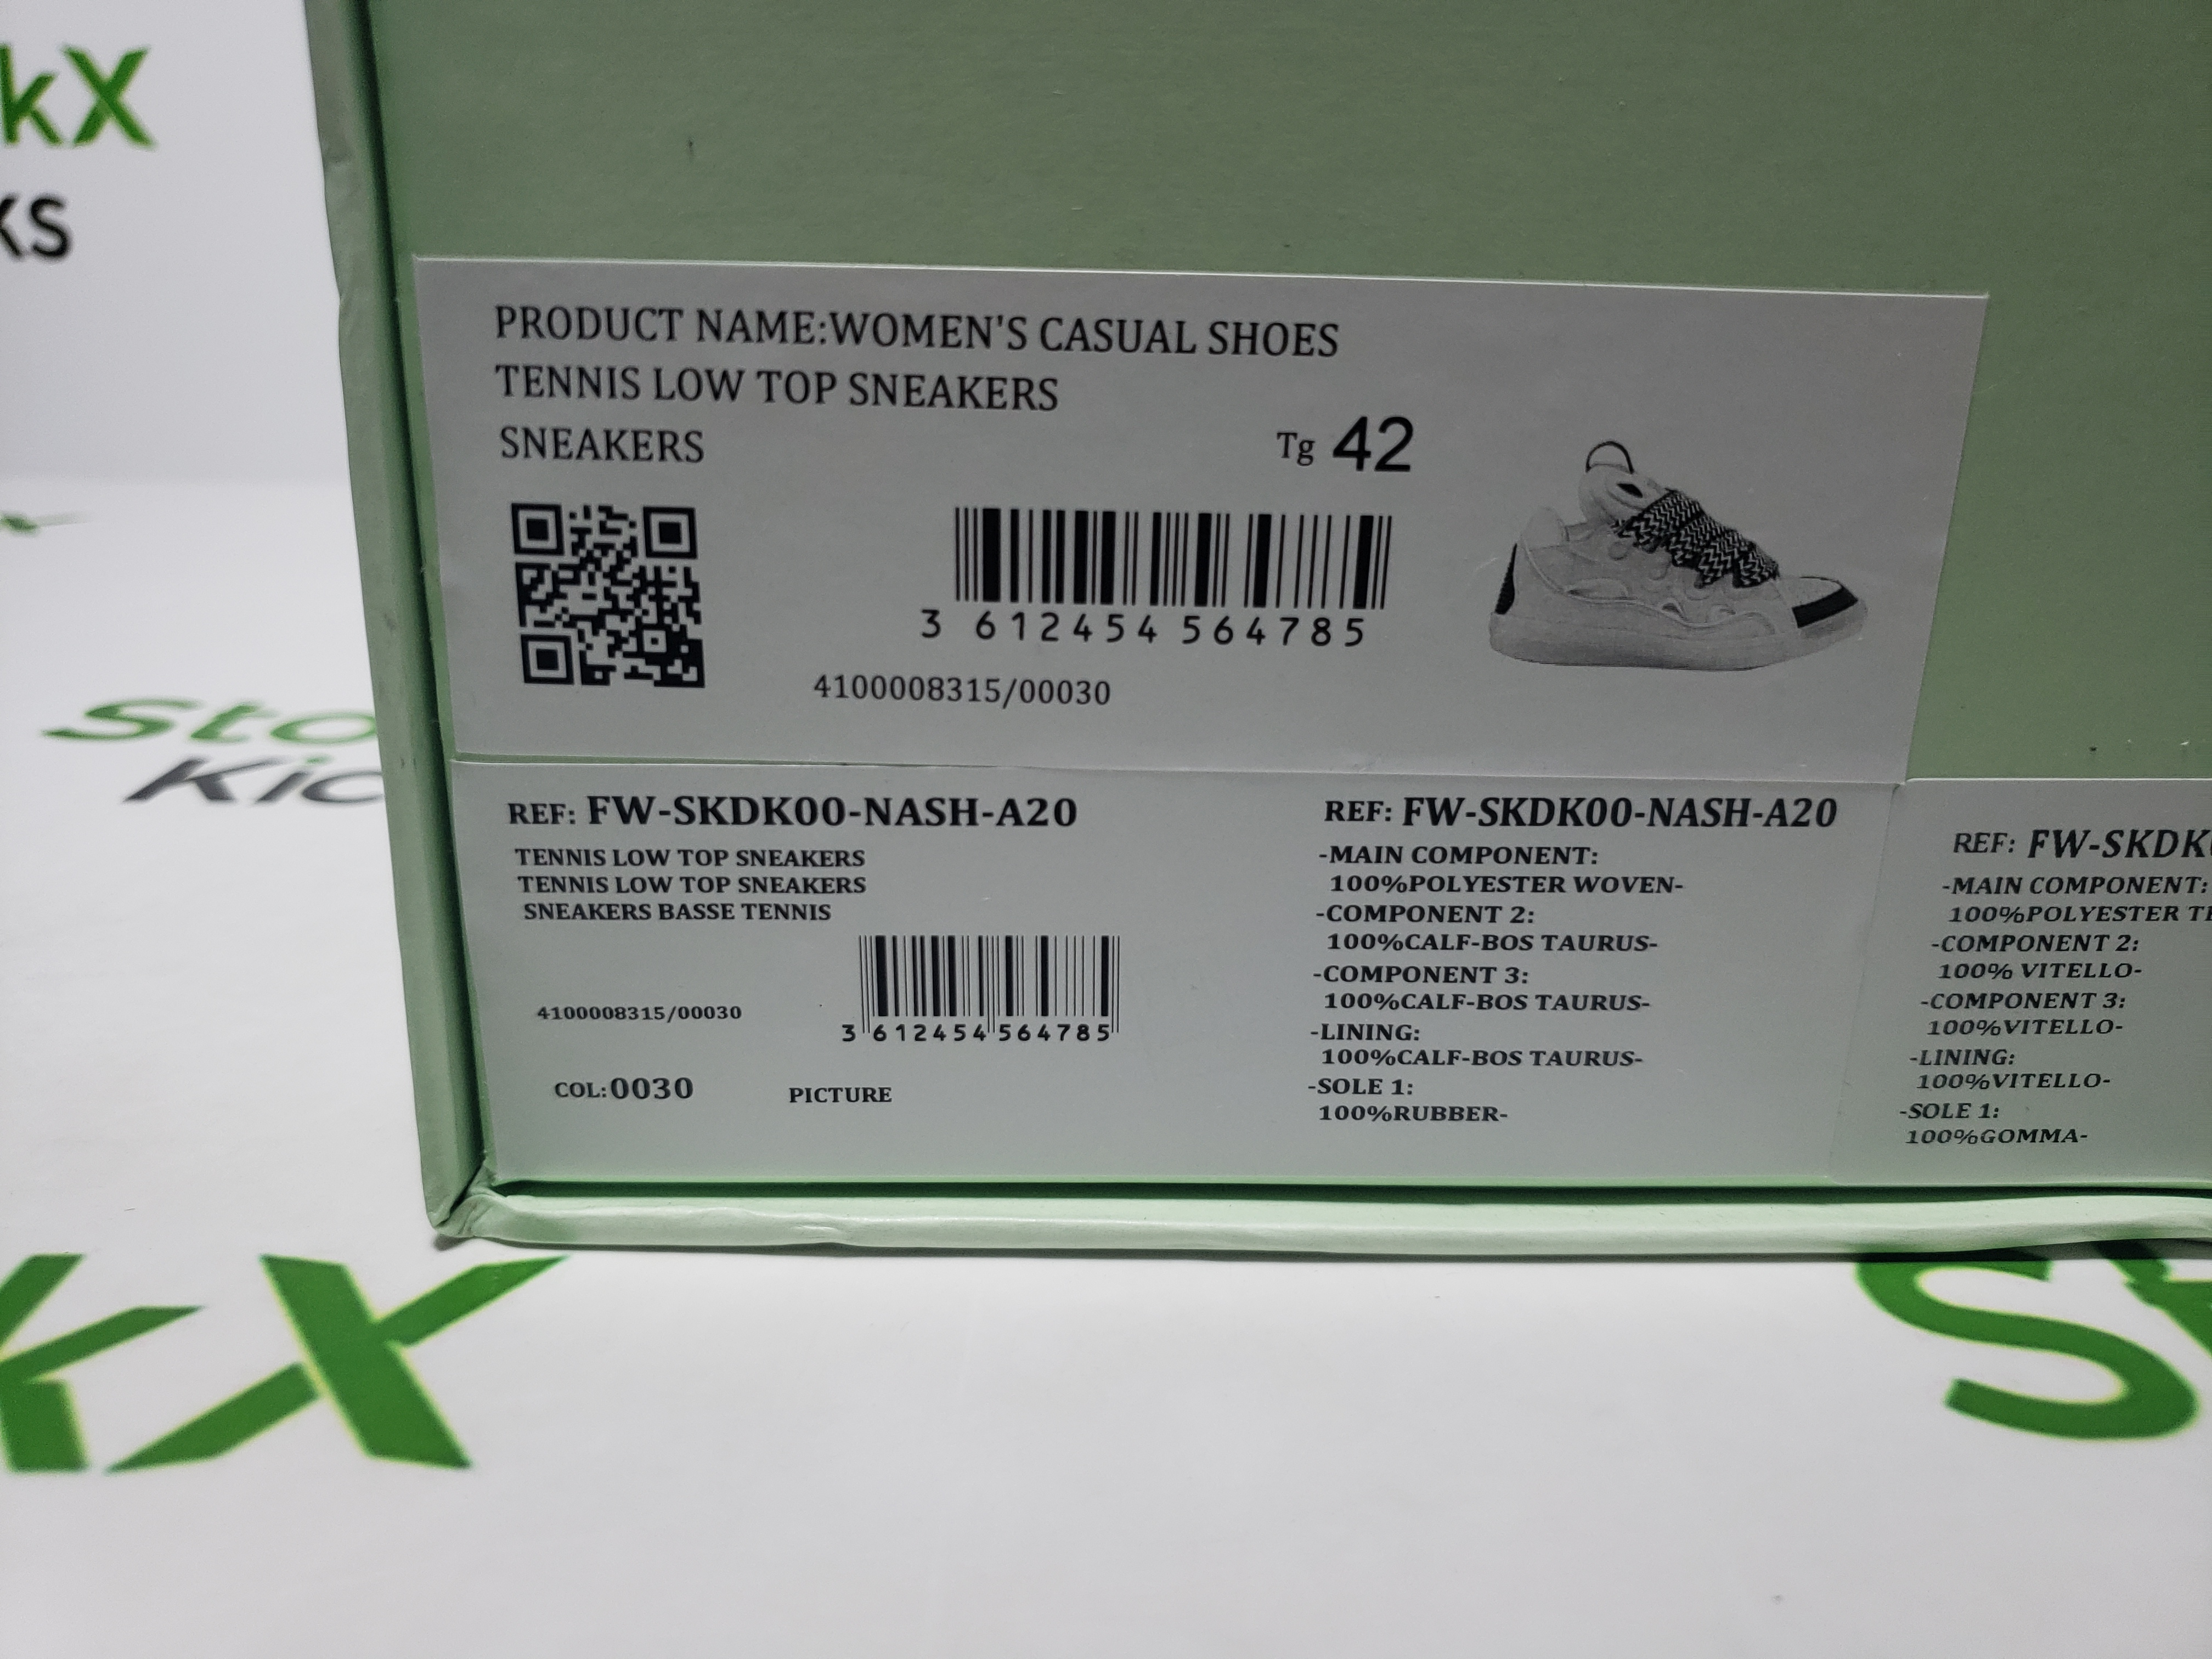 kX
KS
PRODUCT NAME:WOMEN'S CASUAL SHOES
TENNIS LOW TOP SNEAKERS
SNEAKERS
Tg 42
3 612454 564785
4100008315/00030
Sto
Kic
REF: FW-SKDK00-NASH-A20
TENNIS LOW TOP SNEAKERS
TENNIS LOW TOP SNEAKERS
SNEAKERS BASSE TENNIS
4100008315/00030
3 612454 564785
COL:0030
PICTURE
REF: FW-SKDK00-NASH-A20
-MAIN COMPONENT:
100%POLYESTER WOVEN-
-COMPONENT 2:
100%CALF-BOS TAURUS-
-COMPONENT 3:
100%CALF-BOS TAURUS-
-LINING:
100%CALF-BOS TAURUS-
-SOLE 1:
100%RUBBER-
REF: FW-SKDK
-MAIN COMPONENT:
100%POLYESTER
-COMPONENT 2:
100% VITELLO-
-COMPONENT 3:
100%VITELLO-
-LINING:
100%VITELLO-
-SOLE 1:
100%GOMMA-
kX
St